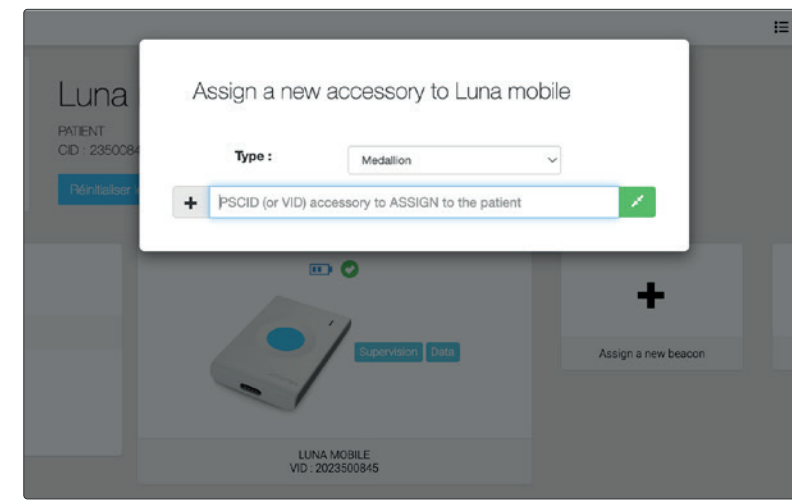 Assign a new accessory to Luna mobile
Luna
PATIENT
CID : 2350084
Type :
Medallion
Réinitialiser l
PSCID (or VID) accessory to ASSIGN to the patient
Supervision
Data
Assign a new beacon
LUNA MOBILE
VID : 2023500845